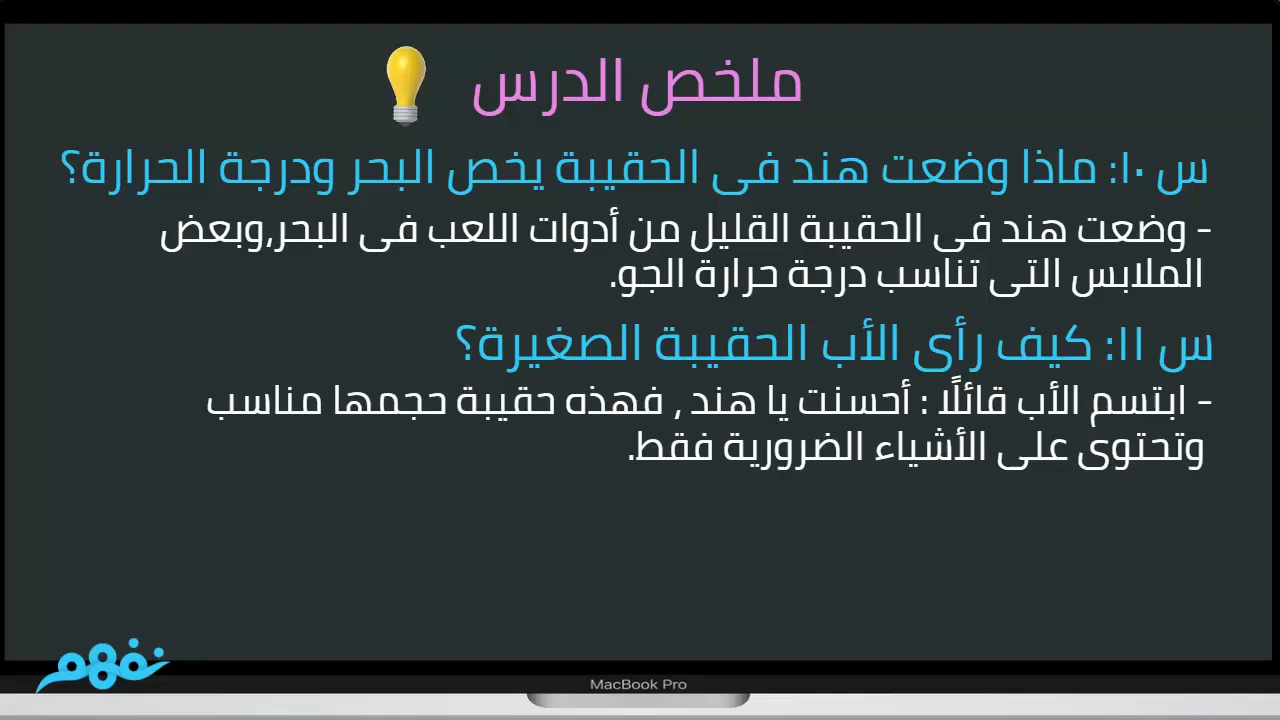 ملخص الدرس
س ١٠: ماذا وضعت هند فى الحقيبة يخص البحر ودرجة الحرارة؟
- وضعت هند فى الحقيبة القليل من أدوات اللعب فى البحر,وبعض
الملابس التى تناسب درجة حرارة الجو.
س ١١: كيف رأى الأب الحقيبة الصغيرة؟
- ابتسم الأب قائلًا : أحسنت يا هند , فهذه حقيبة حجمها مناسب
وتحتوى على الأشياء الضرورية فقط.
نفهم
MacBook Pro